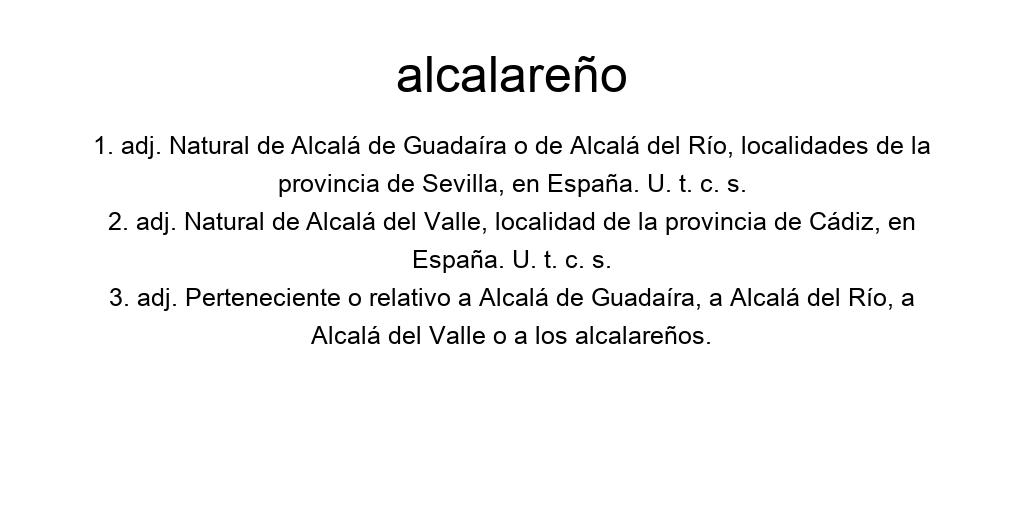 alcalareño
1. adj. Natural de Alcalá de Guadaíra o de Alcalá del Río, localidades de la
provincia de Sevilla, en España. U. t. c. s.
2. adj. Natural de Alcalá del Valle, localidad de la provincia de Cádiz, en
España. U. t. c. s.
3. adj. Perteneciente o relativo a Alcalá de Guadaíra, a Alcalá del Río, a
Alcalá del Valle o a los alcalareños.